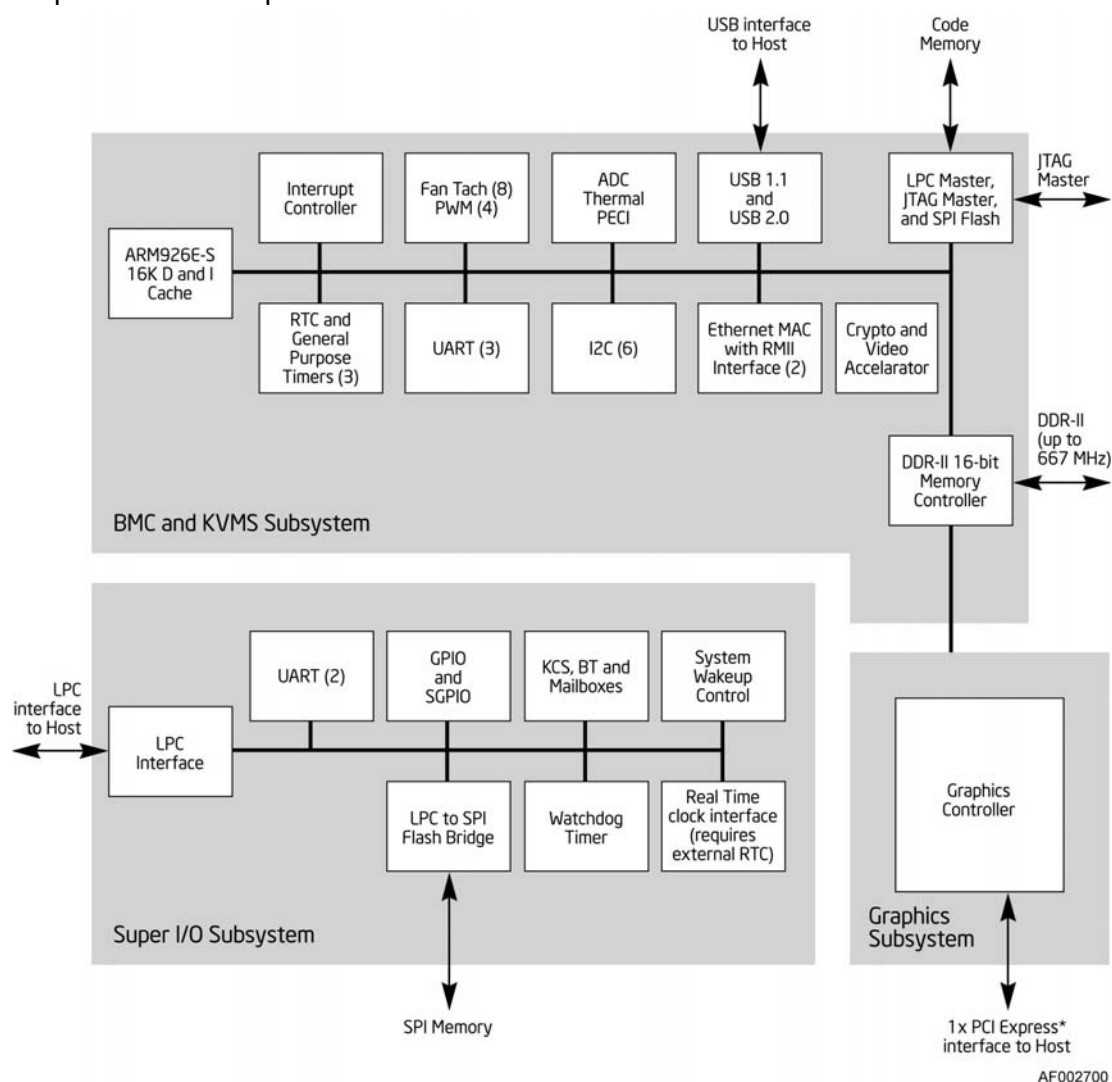 USB interface
to Host
Code
Memory
JTAG
Master
Interrupt
Controller
Fan Tach (8)
PWM (4)
ADC
Thermal
PECI
USB 1.1
and
USB 2.0
LPC Master,
JTAG Master,
and SPI Flash
ARM926E-S
16K D and I
Cache
RTC and
General
Purpose
Timers (3)
UART (3)
I2C (6)
Ethernet MAC
with RMII
Interface (2)
Crypto and
Video
Accelarator
DDR-II
(up to
667 MHz)
DDR-II 16-bit
Memory
Controller
BMC and KVMS Subsystem
UART (2)
GPIO
and
SGPIO
KCS, BT and
Mailboxes
System
Wakeup
Control
LPC
interface
to Host
LPC
Interface
LPC to SPI
Flash Bridge
Watchdog
Timer
Real Time
clock interface
(requires
external RTC)
Graphics
Controller
Super I/O Subsystem
Graphics
Subsystem
SPI Memory
1x PCI Express*
interface to Host
AF002700